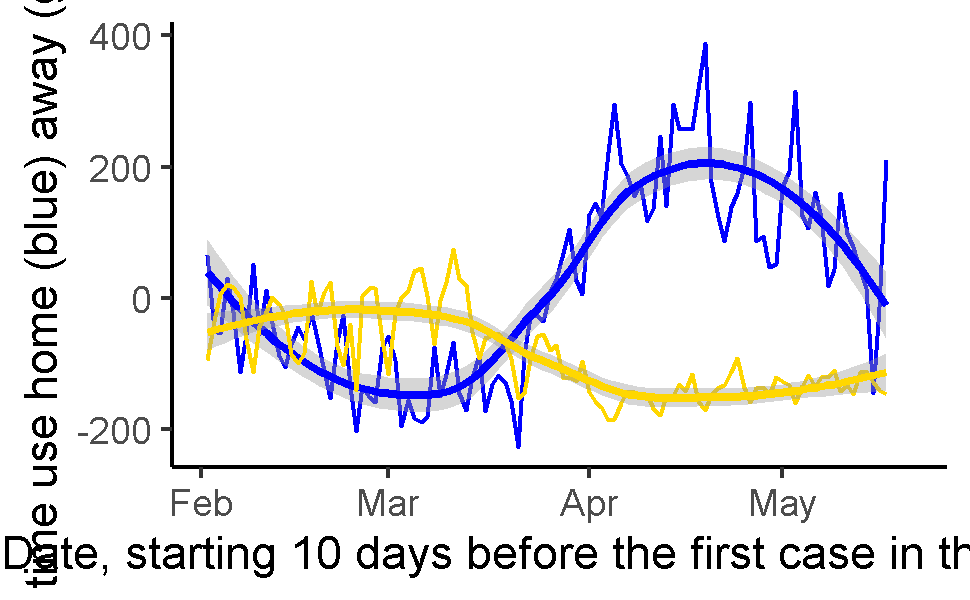 time use home (blue) away (
400
200
0
-200
Feb Mar Apr May
Date, starting 10 days before the first case in th